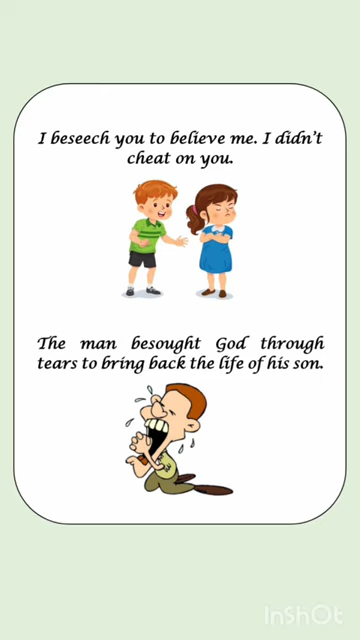 I beseech you to believe me. I didn't
cheat on you.
The man besought God through
tears to bring back the life of his son.
InShOt